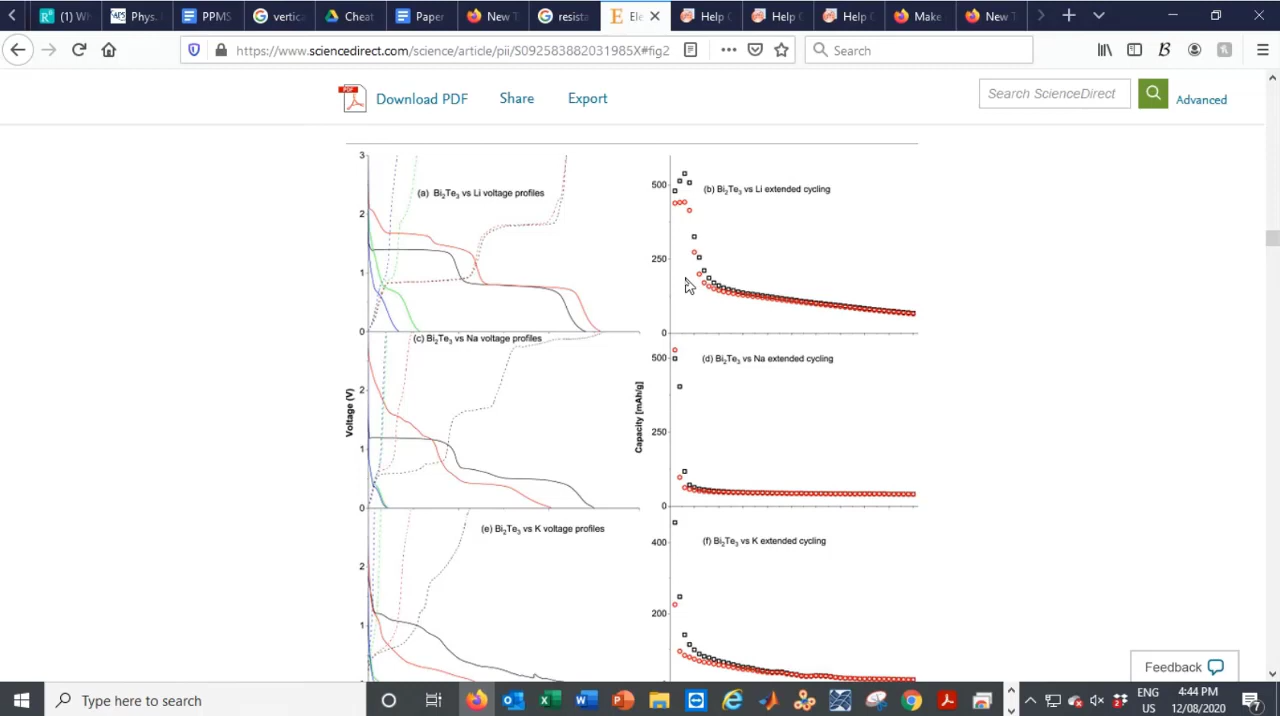 (1) W
Phys.
PPMS
vertica
Cheat
Paper
New T
resista
Ele
Help
Help
Help
Make
New T
https://www.sciencedirect.com/science/article/pii/S092583882031985X#fig2
Search
Download PDF
Share
Export
Search ScienceDirect
Advanced
3
(a) Bi2Te3 vs Li voltage profiles
2
1
0
500
(b) Bi2Te3 vs Li extended cycling
250
0
(c) Bi2Te3 vs Na voltage profiles
2
1
0
Voltage (V)
500
(d) Bi2Te3 vs Na extended cycling
250
0
Capacity [mAh/g]
(e) Bi2Te3 vs K voltage profiles
2
1
(f) Bi2Te3 vs K extended cycling
400
200
Feedback
Type here to search
ENG
US
4:44 PM
12/08/2020
7